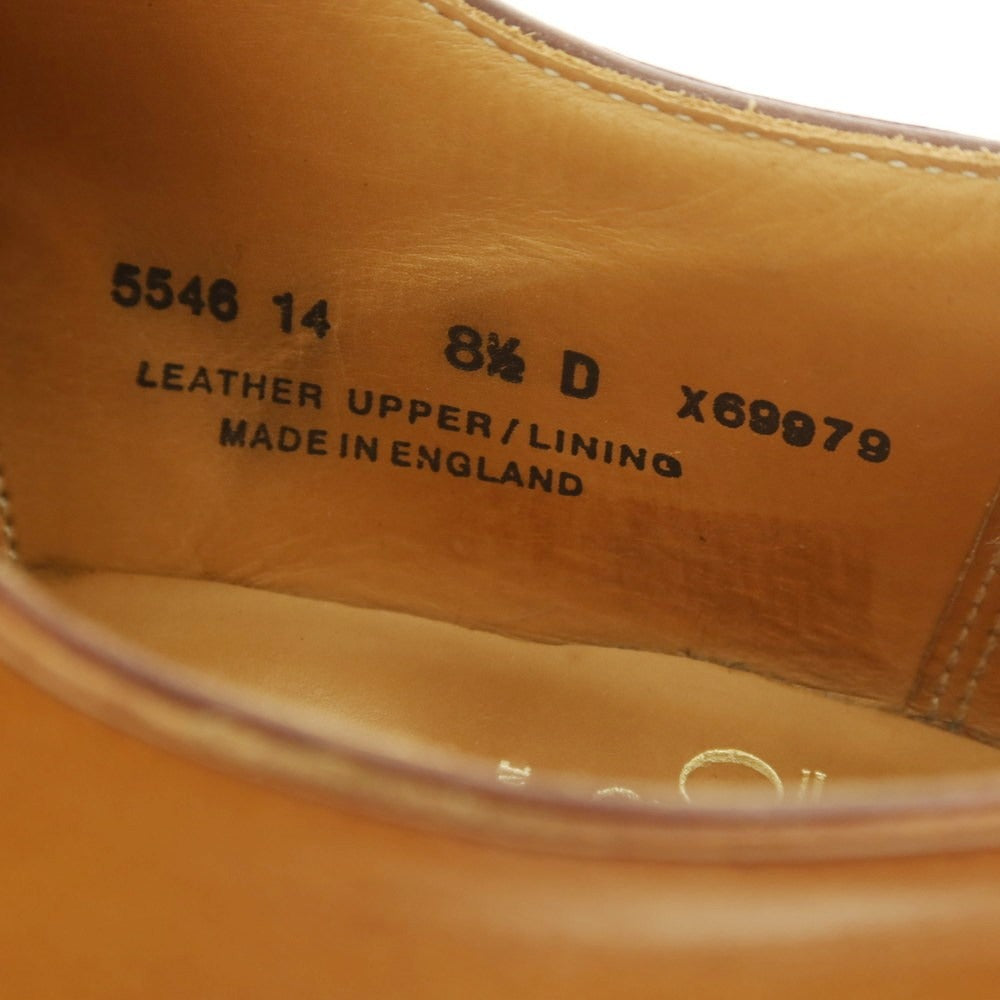 5546 14 8½ D X69979
LEATHER UPPER/LINING
MADE IN ENGLAND